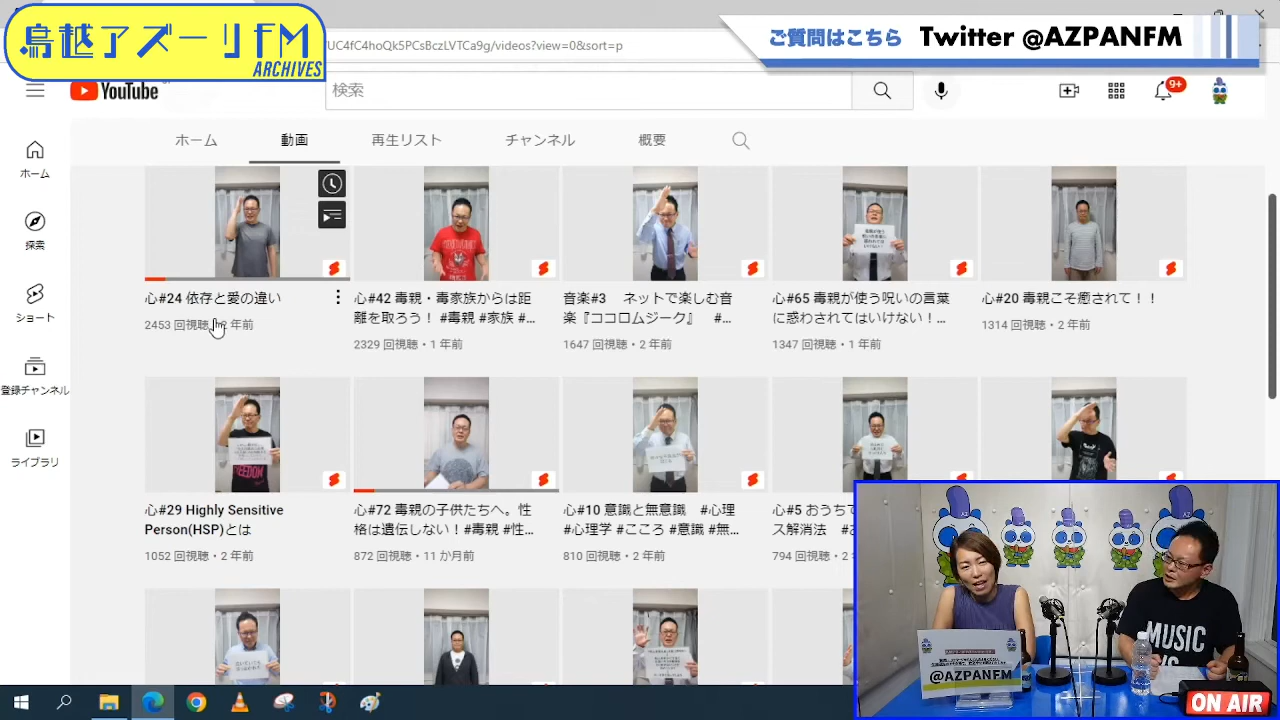 鳥越アズーリFM
ARCHIVES
UC4fC4hoQk5PCsBczLVTCa9g/videos?view=0&sort=p
ご質問はこちら Twitter @AZPANFM
YouTube
検索
9+
ホーム 動画 再生リスト チャンネル 概要
ホーム
探索
ショート
登録チャンネル
ライブラリ
心#24 依存と愛の違い
2453 回視聴
年前
心#42 毒親・毒家族からは距
離を取ろう！ #毒親 #家族 #...
2329 回視聴・1 年前
音楽#3 ネットで楽しむ音
楽『ココロムジーク』 #...
1647 回視聴・2 年前
心#65 毒親が使う呪いの言葉
に惑わされてはいけない！...
1347 回視聴・1 年前
心#20 毒親こそ癒されて！！
1314 回視聴・2 年前
心#29 Highly Sensitive
Person(HSP)とは
1052 回視聴・2 年前
心#72 毒親の子供たちへ。性
格は遺伝しない！#毒親 #性...
872 回視聴・11 か月前
心#10 意識と無意識 #心理
#心理学 #こころ #意識 #無...
810 回視聴・2 年前
心#5 おうちで
ス解消法
794 回視聴・2
FREEDOM
@AZPANFM
MUSIC
ON AIR